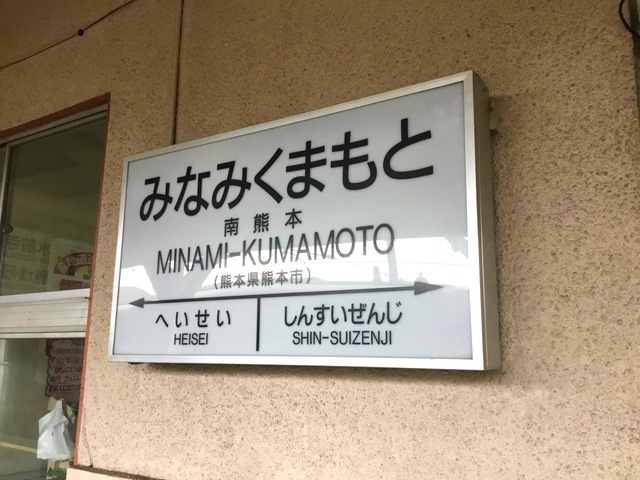 みなみくまもと
南熊本
MINAMI-KUMAMOTO
(熊本県熊本市)
へいせい しんすいぜんじ
HEISEI SHIN-SUIZENJI